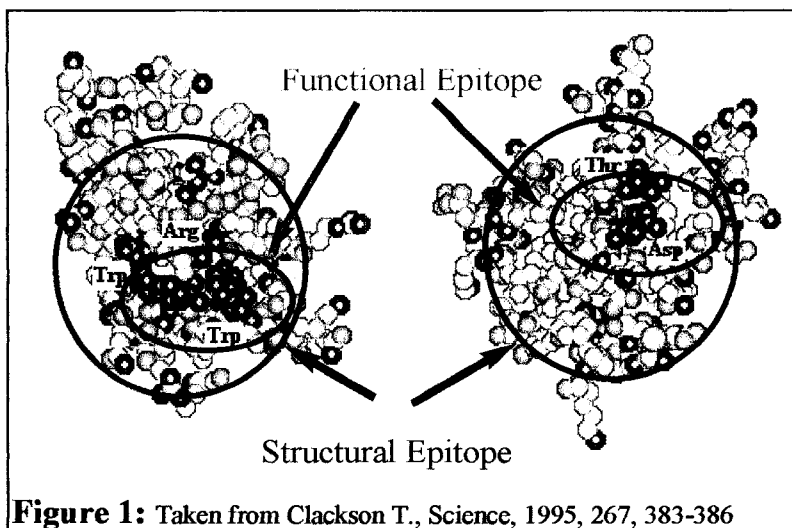 Functional Epitope
Thr
Arg
Asp
Trp
Trp
Structural Epitope
Figure 1: Taken from Clackson T., Science, 1995, 267, 383-386